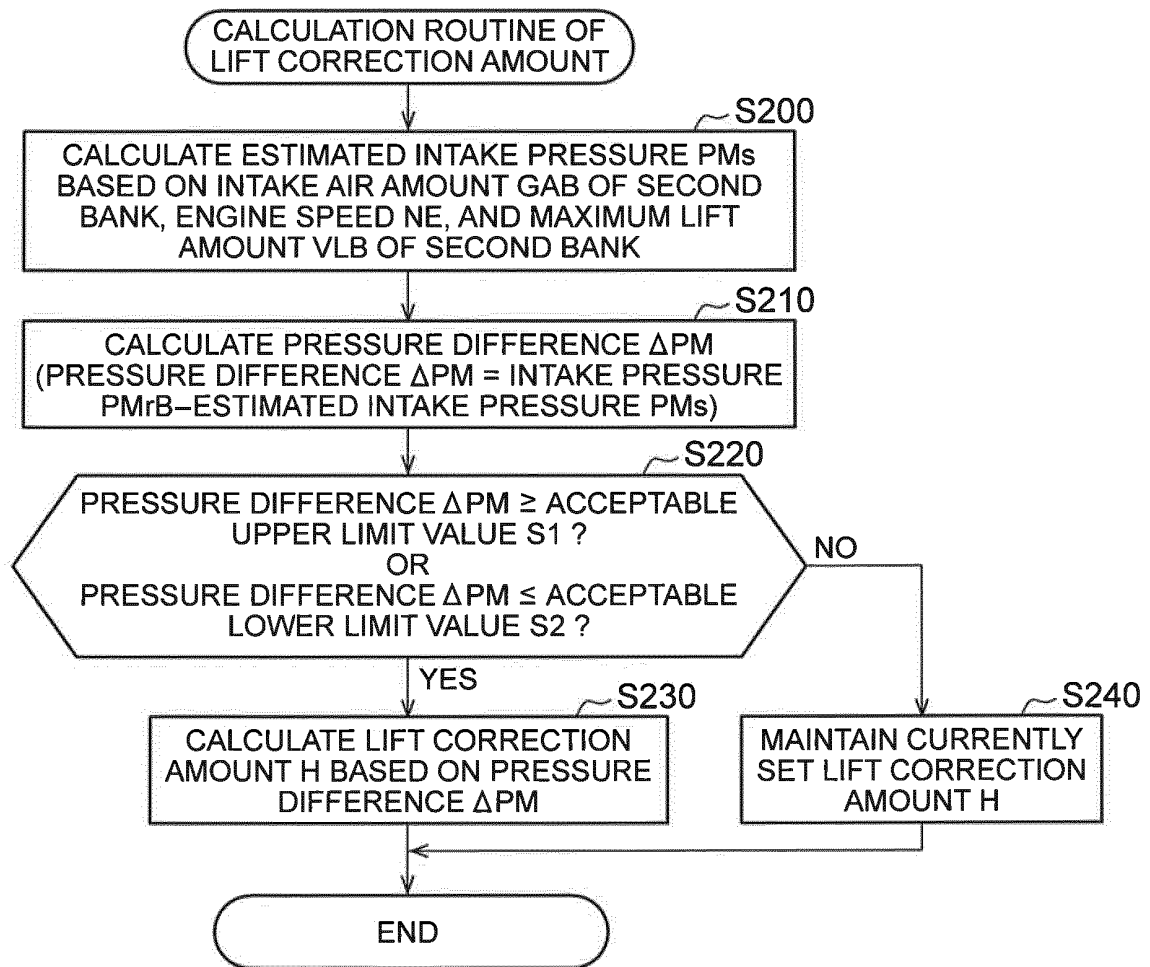 CALCULATION ROUTINE OF
LIFT CORRECTION AMOUNT
S200
CALCULATE ESTIMATED INTAKE PRESSURE PMs
BASED ON INTAKE AIR AMOUNT GAB OF SECOND
BANK, ENGINE SPEED NE, AND MAXIMUM LIFT
AMOUNT VLB OF SECOND BANK
S210
CALCULATE PRESSURE DIFFERENCE ΔPM
(PRESSURE DIFFERENCE ΔPM = INTAKE PRESSURE
PMrB–ESTIMATED INTAKE PRESSURE PMs)
S220
PRESSURE DIFFERENCE ΔPM ≥ ACCEPTABLE
UPPER LIMIT VALUE S1 ?
OR
PRESSURE DIFFERENCE ΔPM ≤ ACCEPTABLE
LOWER LIMIT VALUE S2 ?
NO
YES
S230
CALCULATE LIFT CORRECTION
AMOUNT H BASED ON PRESSURE
DIFFERENCE ΔPM
S240
MAINTAIN CURRENTLY
SET LIFT CORRECTION
AMOUNT H
END